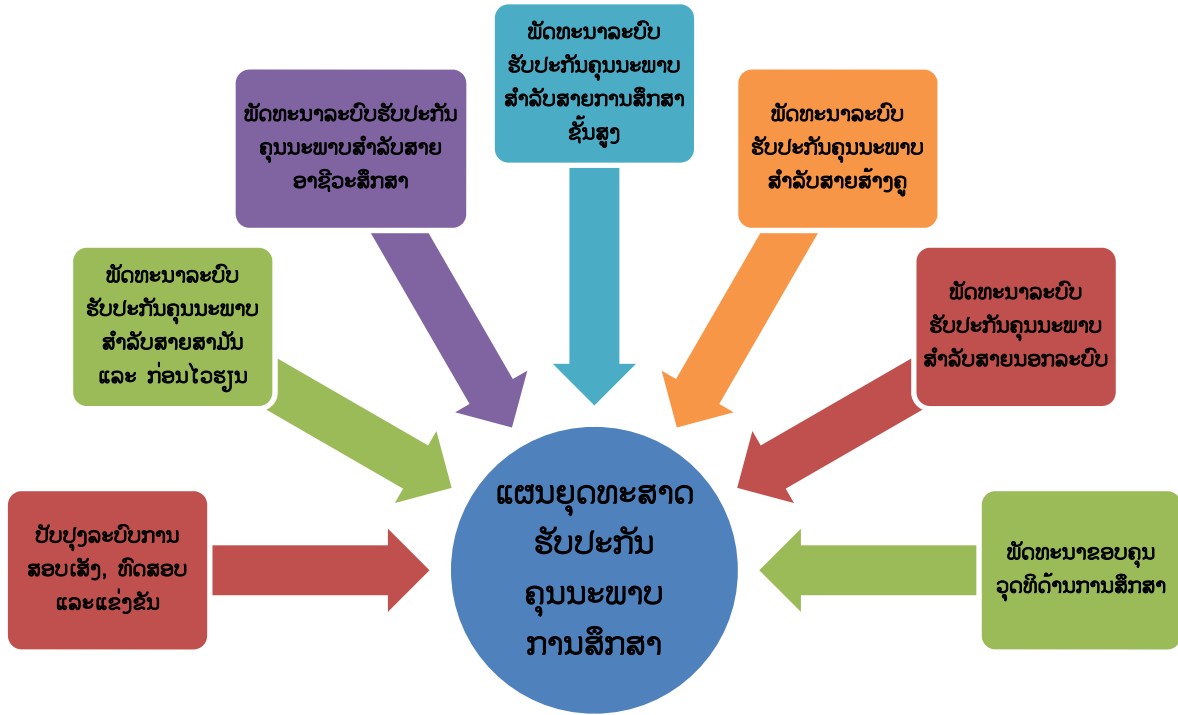 ພັດທະນາລະບົບ
ຮັບປະກັນຄຸນນະພາບ
ສຳລັບສາຍການສຶກສາ
ຊັ້ນສູງ
ພັດທະນາລະບົບຮັບປະກັນ
ຄຸນນະພາບສຳລັບສາຍ
ອາຊີວະສຶກສາ
ພັດທະນາລະບົບ
ຮັບປະກັນຄຸນນະພາບ
ສຳລັບສາຍສ້າງຄູ
ພັດທະນາລະບົບ
ຮັບປະກັນຄຸນນະພາບ
ສຳລັບສາຍສາມັນ
ແລະ ກ່ອນໄວຮຽນ
ພັດທະນາລະບົບ
ຮັບປະກັນຄຸນນະພາບ
ສຳລັບສາຍນອກລະບົບ
ປັບປຸງລະບົບການ
ສອບເສັງ, ທົດສອບ
ແລະແຂ່ງຂັນ
ແຜນຍຸດທະສາດ
ຮັບປະກັນ
ຄຸນນະພາບ
ການສຶກສາ
ພັດທະນາຂອບຄຸນ
ວຸດທິດ້ານການສຶກສາ